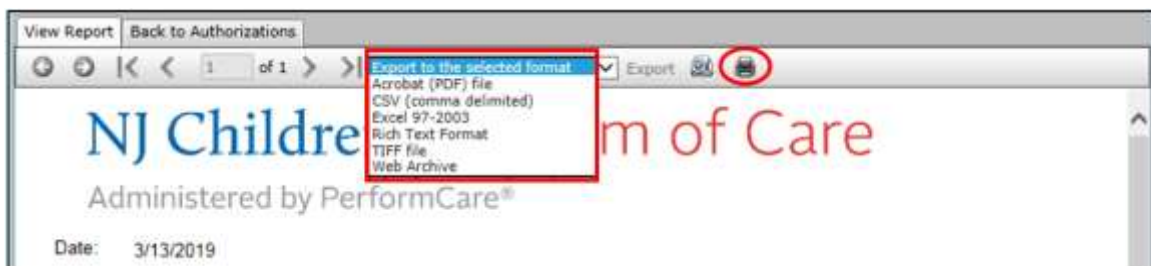 View Report Back to Authorizations
1 of 1 Export to the selected format Export
Acrobat (PDF) file
CSV (comma delimited)
Excel 97-2003
Rich Text Format
TIFF file
Web Archive
NJ Childre m of Care
Administered by PerformCare®
Date: 3/13/2019